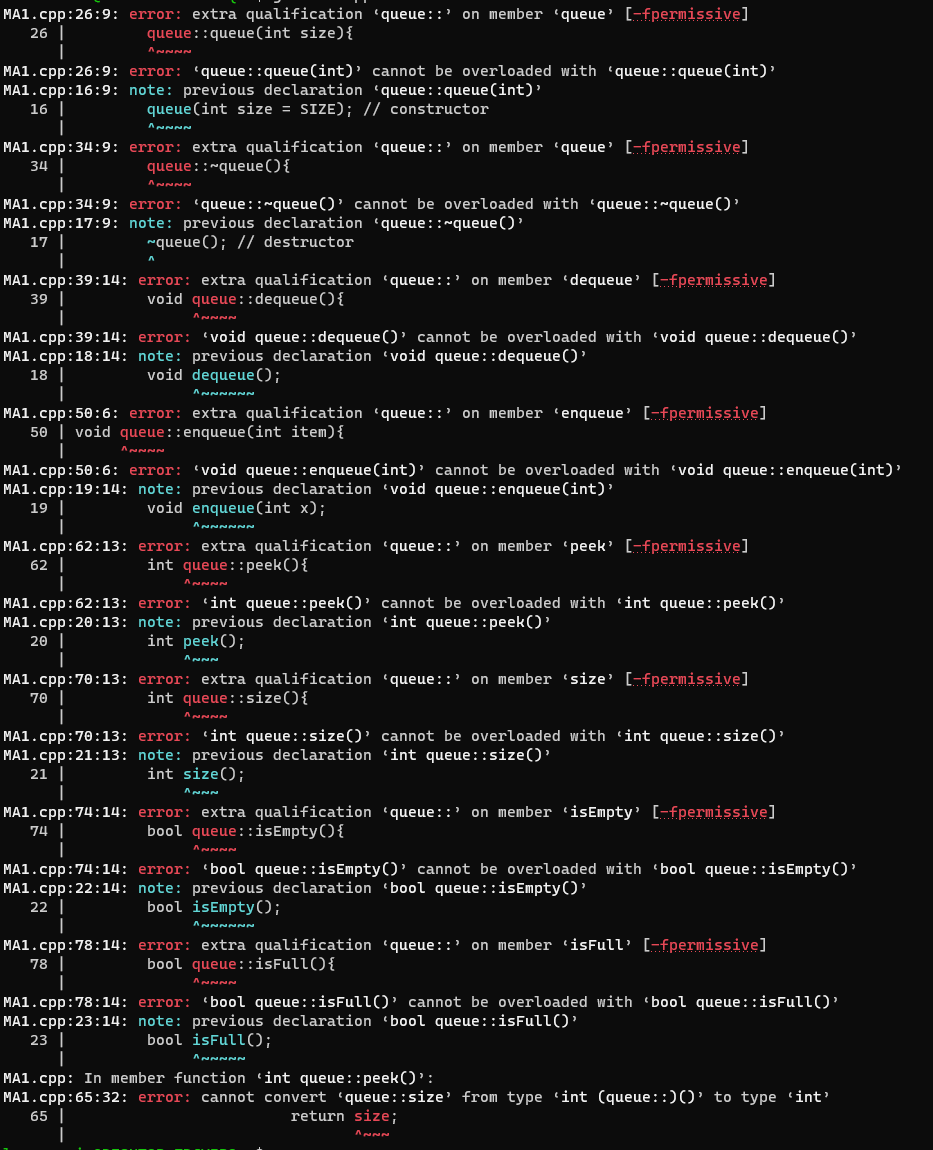 MA1.cpp:26:9: error: extra qualification ‘queue::’ on member ‘queue’ [-fpermissive]
   26 |         queue::queue(int size){
      |         ^~~~~
MA1.cpp:26:9: error: ‘queue::queue(int)’ cannot be overloaded with ‘queue::queue(int)’
MA1.cpp:16:9: note: previous declaration ‘queue::queue(int)’
   16 |         queue(int size = SIZE); // constructor
      |         ^~~~~
MA1.cpp:34:9: error: extra qualification ‘queue::’ on member ‘queue’ [-fpermissive]
   34 |         queue::~queue(){
      |         ^~~~~
MA1.cpp:34:9: error: ‘queue::~queue()’ cannot be overloaded with ‘queue::~queue()’
MA1.cpp:17:9: note: previous declaration ‘queue::~queue()’
   17 |         ~queue(); // destructor
      |         ^
MA1.cpp:39:14: error: extra qualification ‘queue::’ on member ‘dequeue’ [-fpermissive]
   39 |         void queue::dequeue(){
      |              ^~~~~
MA1.cpp:39:14: error: ‘void queue::dequeue()’ cannot be overloaded with ‘void queue::dequeue()’
MA1.cpp:18:14: note: previous declaration ‘void queue::dequeue()’
   18 |         void dequeue();
      |              ^~~~~~~
MA1.cpp:50:6: error: extra qualification ‘queue::’ on member ‘enqueue’ [-fpermissive]
   50 | void queue::enqueue(int item){
      |      ^~~~~
MA1.cpp:50:6: error: ‘void queue::enqueue(int)’ cannot be overloaded with ‘void queue::enqueue(int)’
MA1.cpp:19:14: note: previous declaration ‘void queue::enqueue(int)’
   19 |         void enqueue(int x);
      |              ^~~~~~~
MA1.cpp:62:13: error: extra qualification ‘queue::’ on member ‘peek’ [-fpermissive]
   62 |         int queue::peek(){
      |             ^~~~~
MA1.cpp:62:13: error: ‘int queue::peek()’ cannot be overloaded with ‘int queue::peek()’
MA1.cpp:20:13: note: previous declaration ‘int queue::peek()’
   20 |         int peek();
      |             ^~~~
MA1.cpp:70:13: error: extra qualification ‘queue::’ on member ‘size’ [-fpermissive]
   70 |         int queue::size(){
      |             ^~~~~
MA1.cpp:70:13: error: ‘int queue::size()’ cannot be overloaded with ‘int queue::size()’
MA1.cpp:21:13: note: previous declaration ‘int queue::size()’
   21 |         int size();
      |             ^~~~
MA1.cpp:74:14: error: extra qualification ‘queue::’ on member ‘isEmpty’ [-fpermissive]
   74 |         bool queue::isEmpty(){
      |              ^~~~~
MA1.cpp:74:14: error: ‘bool queue::isEmpty()’ cannot be overloaded with ‘bool queue::isEmpty()’
MA1.cpp:22:14: note: previous declaration ‘bool queue::isEmpty()’
   22 |         bool isEmpty();
      |              ^~~~~~~
MA1.cpp:78:14: error: extra qualification ‘queue::’ on member ‘isFull’ [-fpermissive]
   78 |         bool queue::isFull(){
      |              ^~~~~
MA1.cpp:78:14: error: ‘bool queue::isFull()’ cannot be overloaded with ‘bool queue::isFull()’
MA1.cpp:23:14: note: previous declaration ‘bool queue::isFull()’
   23 |         bool isFull();
      |              ^~~~~~
MA1.cpp: In member function ‘int queue::peek()’:
MA1.cpp:65:32: error: cannot convert ‘queue::size’ from type ‘int (queue::)()’ to type ‘int’
   65 |                         return size;
      |                                ^~~~